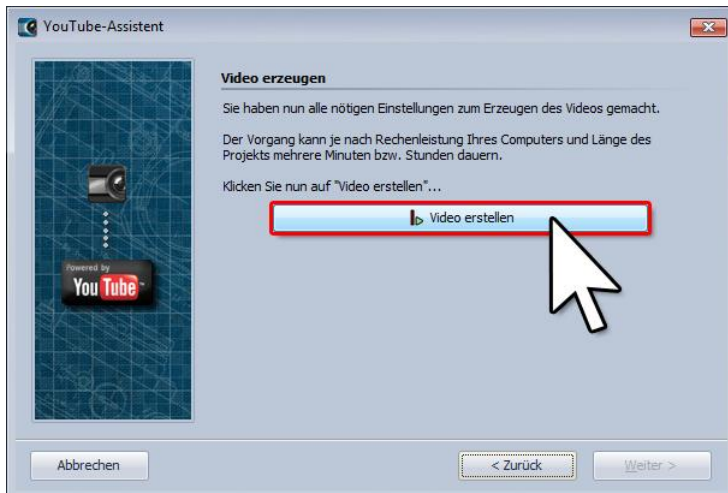 YouTube-Assistent
Video erzeugen
Sie haben nun alle nötigen Einstellungen zum Erzeugen des Videos gemacht.
Der Vorgang kann je nach Rechenleistung Ihres Computers und Länge des
Projekts mehrere Minuten bzw. Stunden dauern.
Klicken Sie nun auf "Video erstellen"...
Video erstellen
Powered by
YouTube
Abbrechen
< Zurück
Weiter >